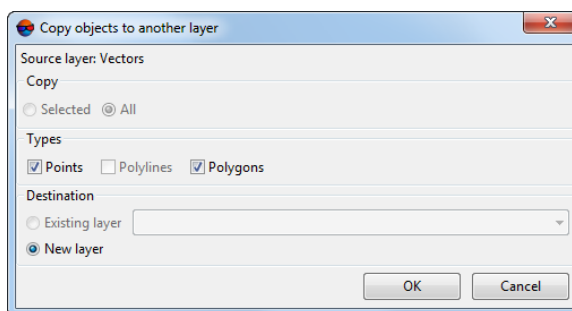 Copy objects to another layer
Source layer: Vectors
Copy
Selected All
Types
Points Polylines Polygons
Destination
Existing layer
New layer
OK Cancel